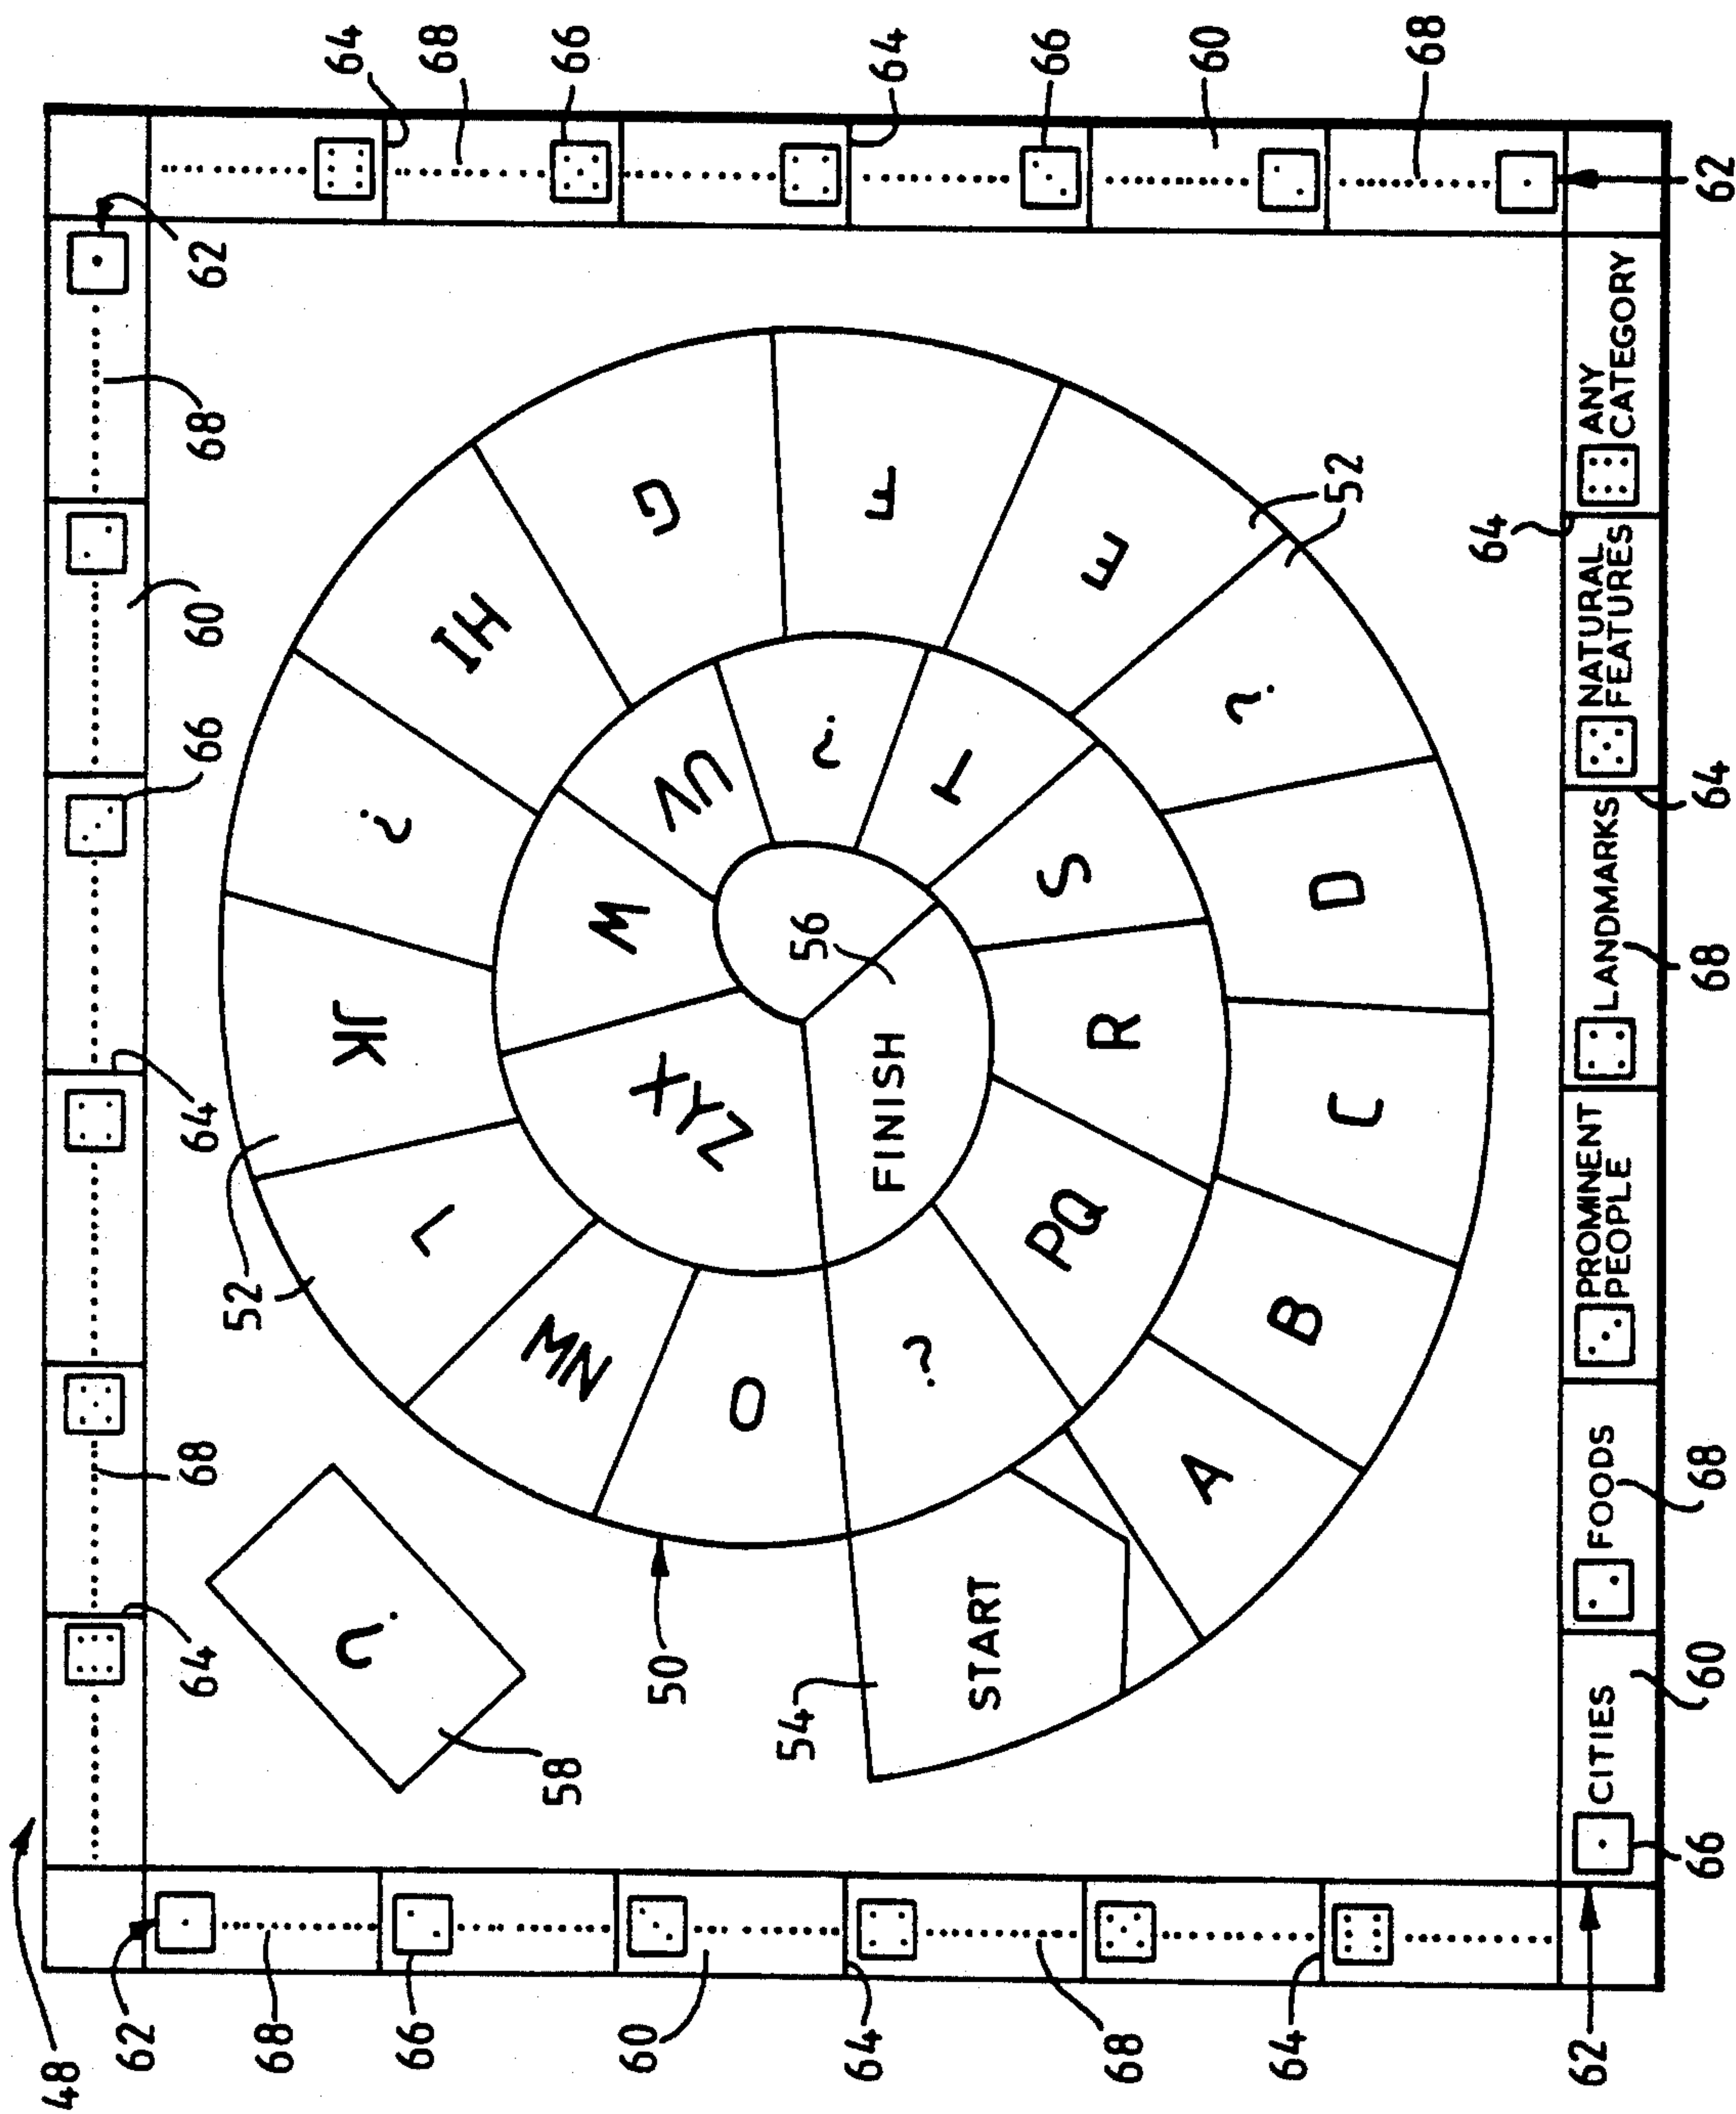 48
62
64
68
64
66
60
68
62
52
68
?
JK
?
64
66
L
HI
68
58
MN
66
60
W
G
50
XYZ
UV
O
54
56
?
64
FINISH
F
64
?
T
START
PQ
S
66
R
68
E
A
60
?
64
B
D
C
52
68
64
62
CITIES
FOODS
PROMINENT
PEOPLE
LANDMARKS
NATURAL
FEATURES
ANY
CATEGORY
66
60
68
68
64
62